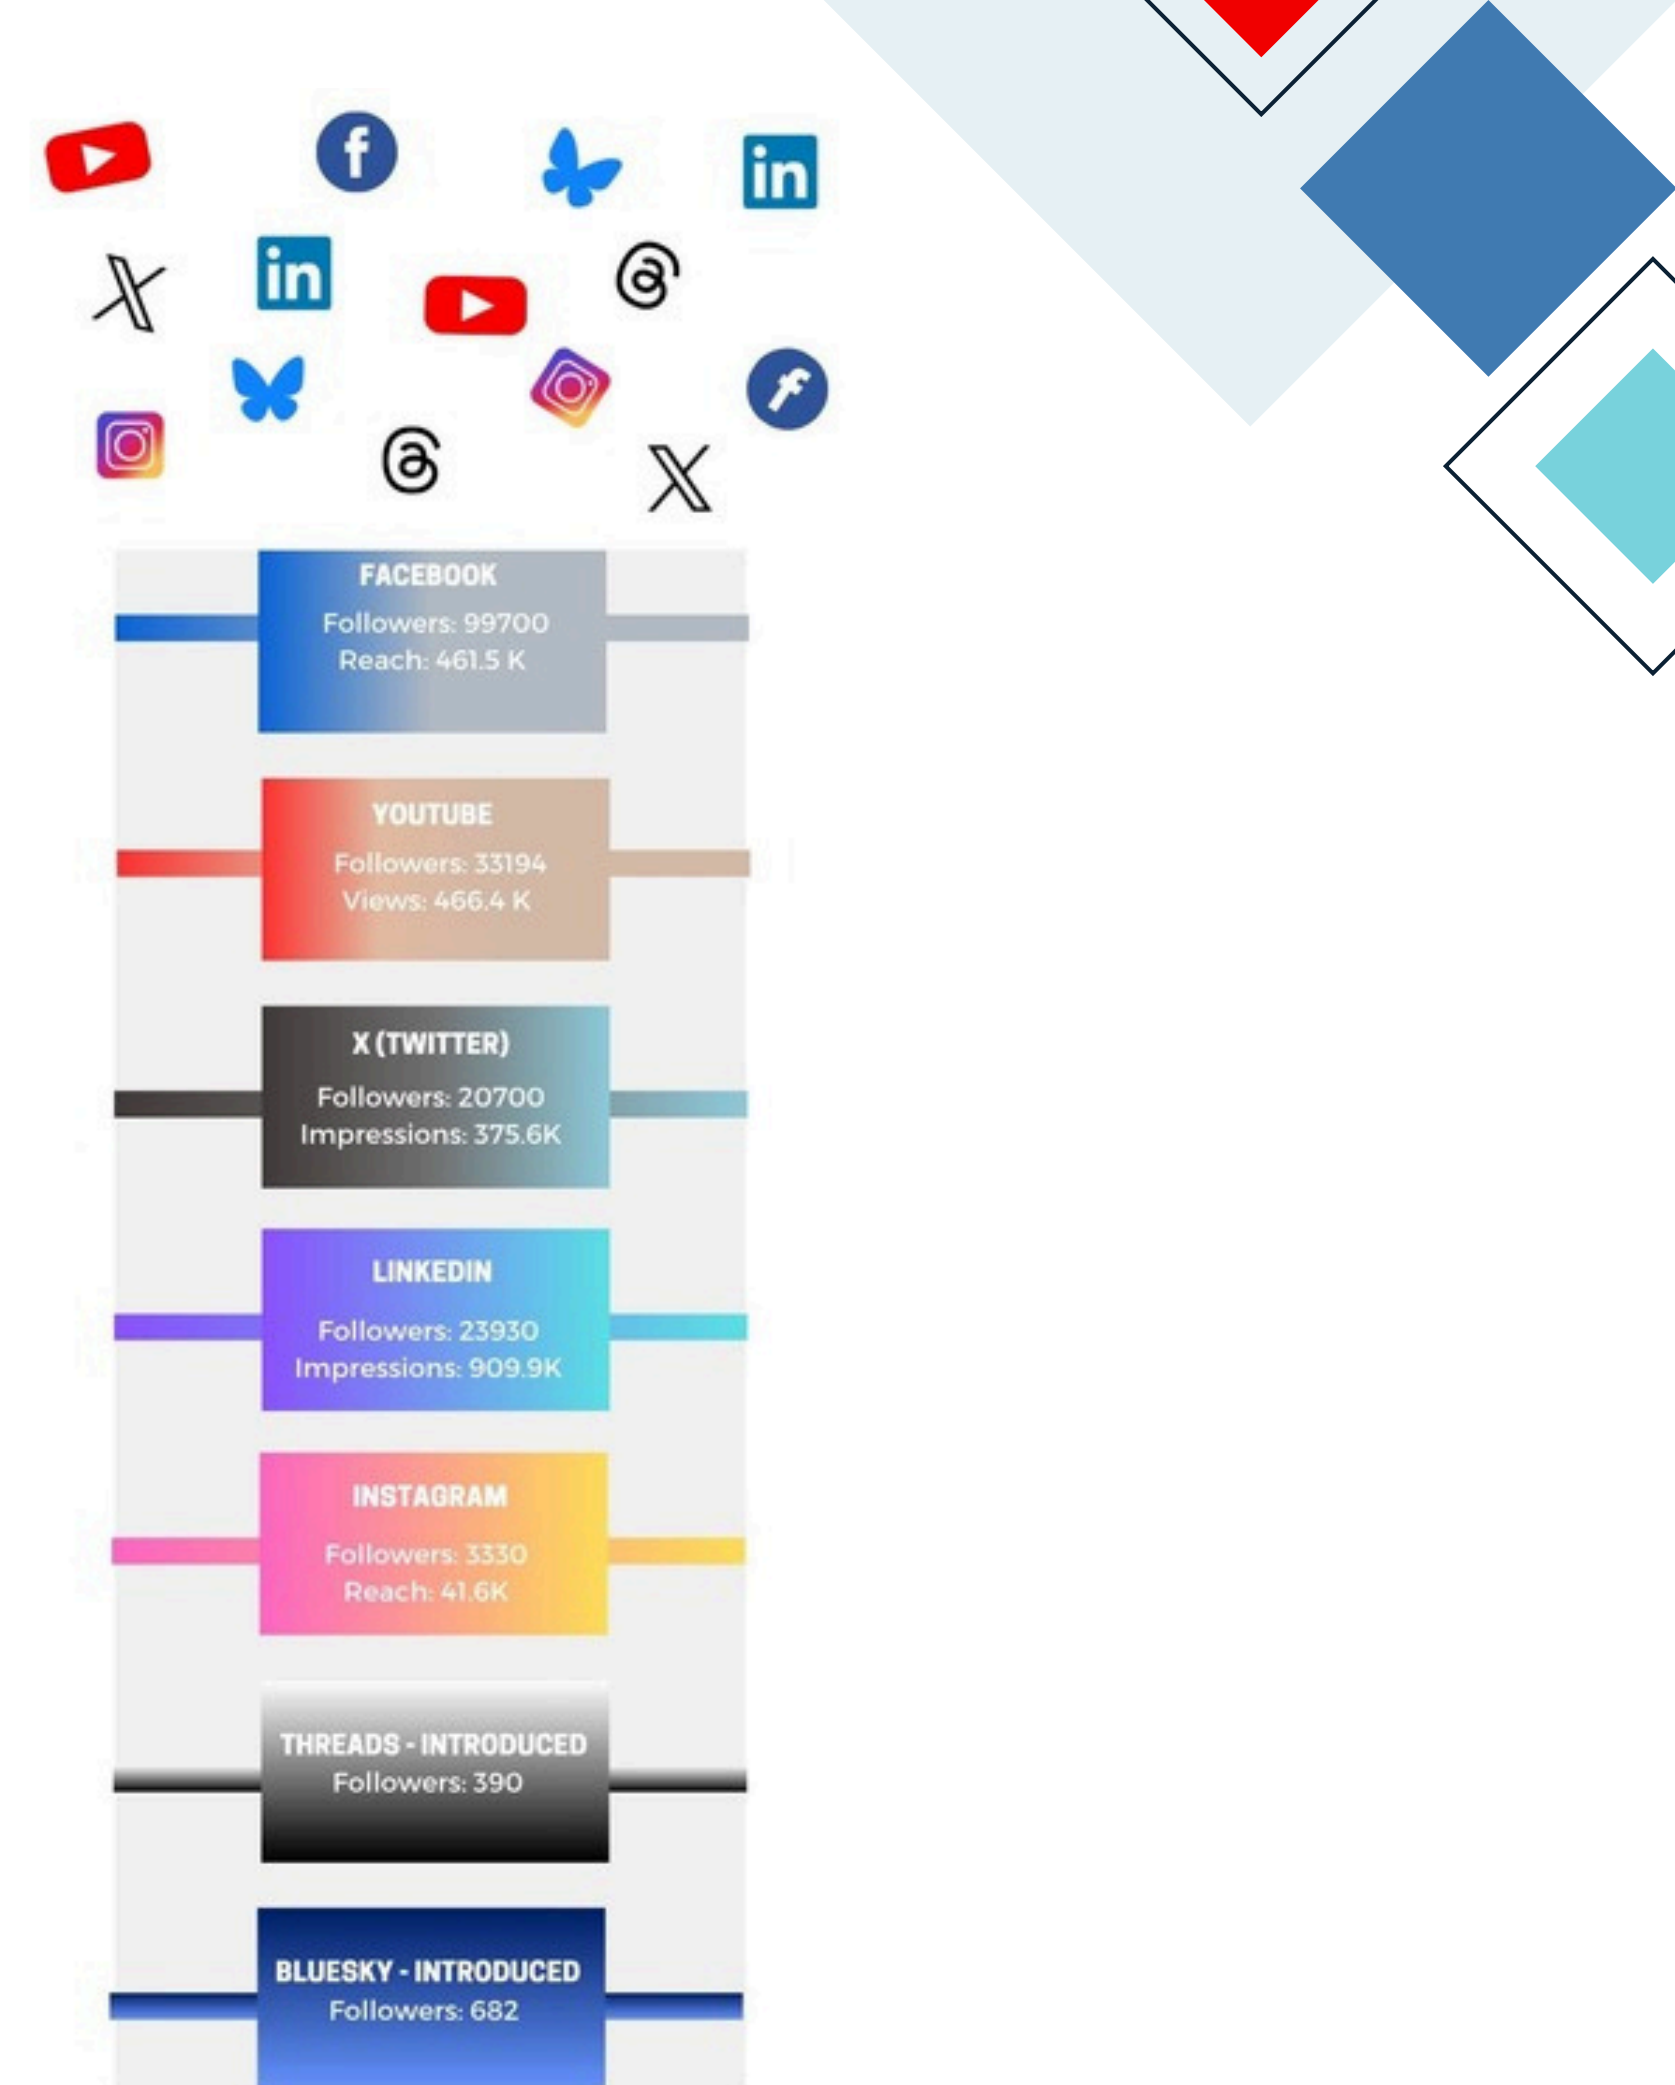 FACEBOOK
Followers: 99700
Reach: 461.5 K
YOUTUBE
Followers: 33194
Views: 466.4 K
X (TWITTER)
Followers: 20700
Impressions: 375.6K
LINKEDIN
Followers: 23930
Impressions: 909.9K
INSTAGRAM
Followers: 3330
Reach: 41.6K
THREADS - INTRODUCED
Followers: 390
BLUESKY - INTRODUCED
Followers: 682